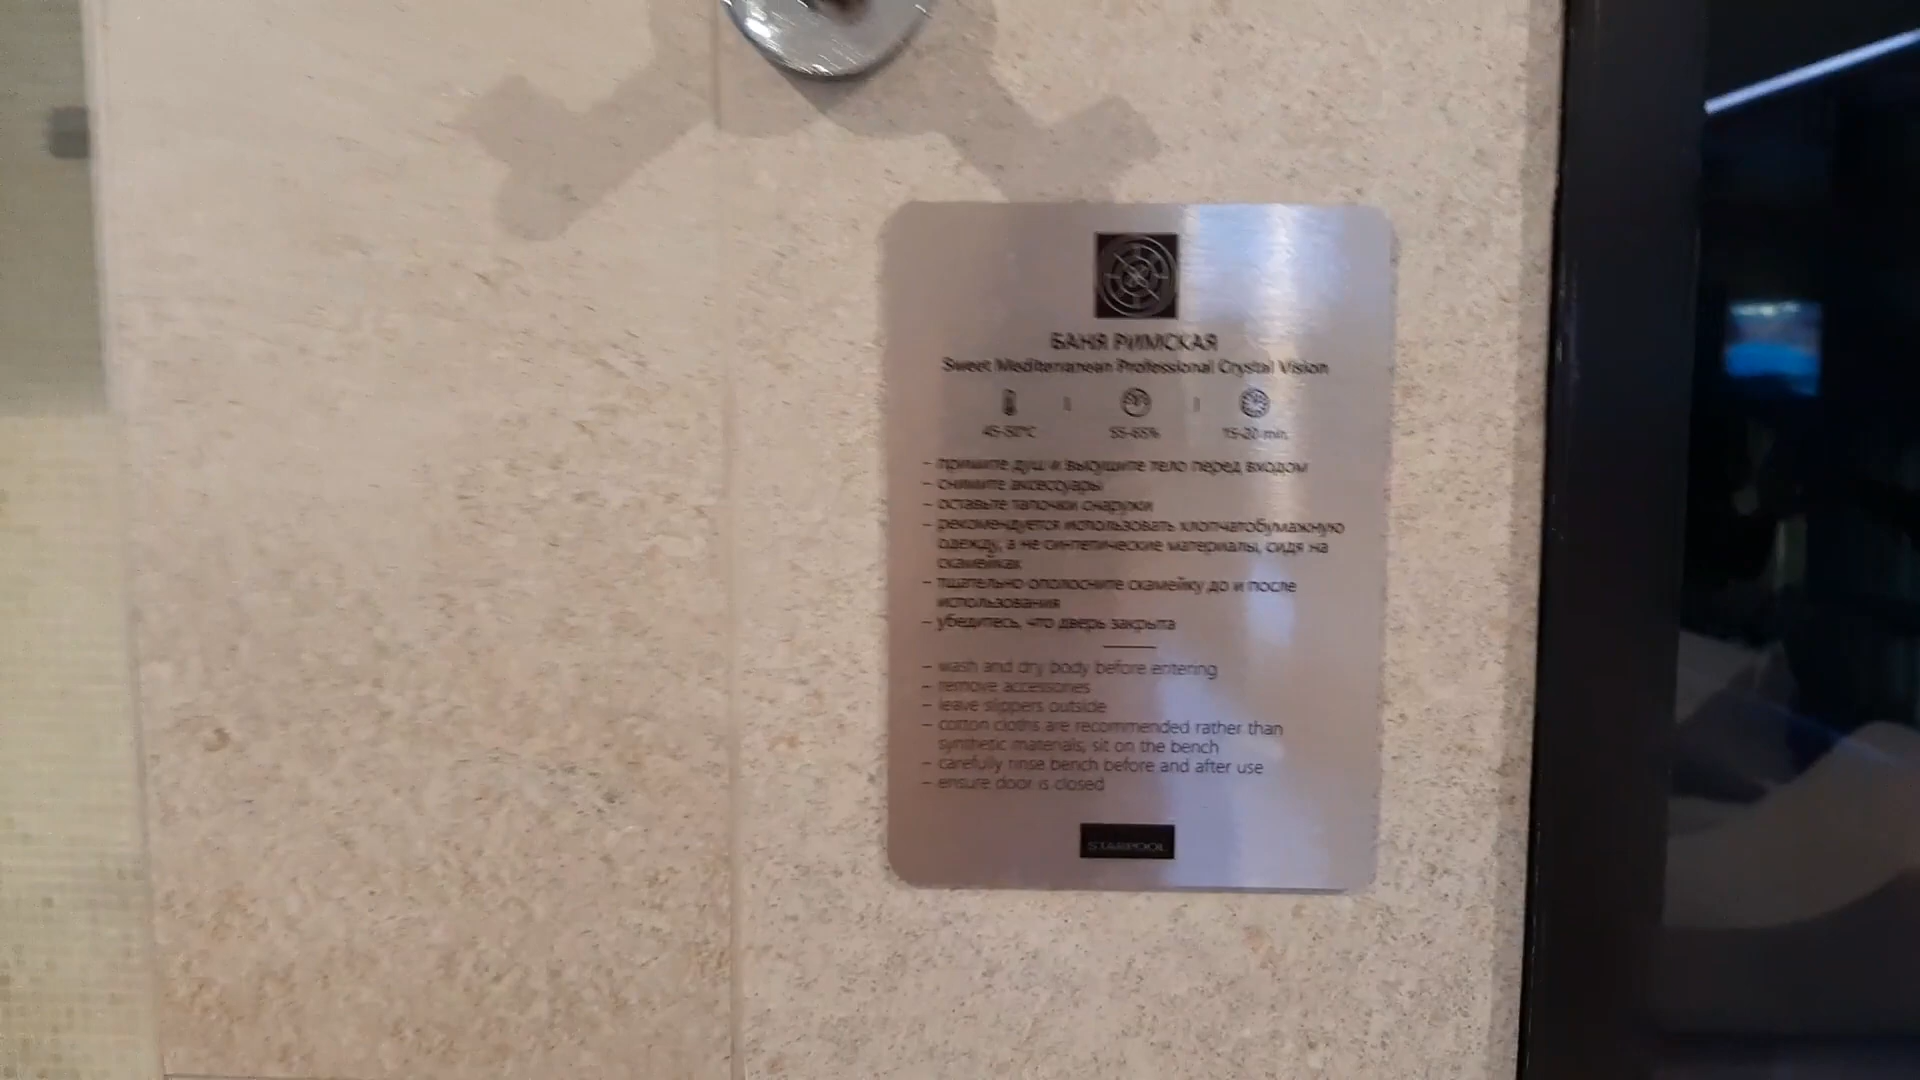 БАНЯ РИМСКАЯ
Sweet Mediterranean Professional Crystal Vision
45-50°C
55-65%
15-20 min.
- примите душ и высушите тело перед входом
- снимите аксессуары
- оставьте тапочки снаружи
- рекомендуется использовать хлопчатобумажную
одежду, а не синтетические материалы, сидя на
скамейках
- тщательно ополосните скамейку до и после
использования
- убедитесь, что дверь закрыта
- wash and dry body before entering
- remove accessories
- leave slippers outside
- cotton cloths are recommended rather than
synthetic materials, sit on the bench
- carefully rinse bench before and after use
- ensure door is closed
STARPOOL